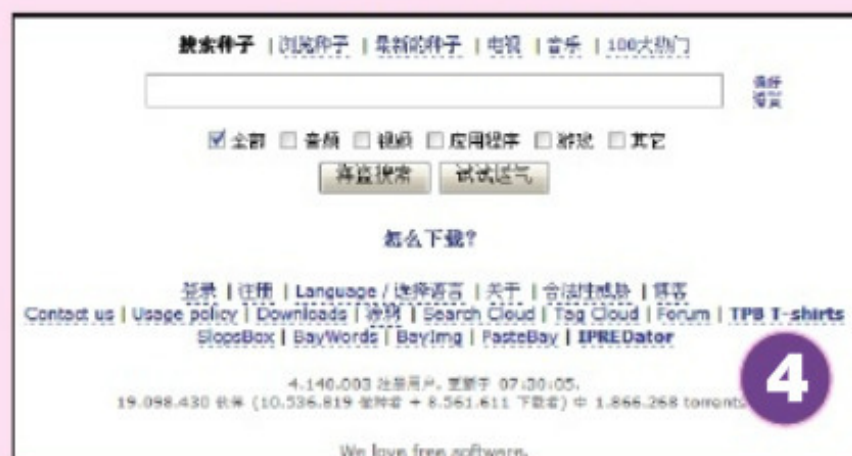 搜索种子 | 浏览种子 | 最新的种子 | 电视 | 音乐 | 100大热门
偏好
语言
全部 音频 视频 应用程序 游戏 其它
海盗搜索 试试运气
怎么下载?
登录 | 注册 | Language / 选择语言 | 关于 | 合法性威胁 | 博客
Contact us | Usage policy | Downloads | | Search Cloud | Tag Cloud | Forum | TPB T-shirts
SlopsBox | BayWords | BayImg | PasteBay | IPREDator
4.140.003 注册用户. 更新于 07:30:05.
19.098.430 伙伴 (10.536.819 做种者 + 8.561.611 下载者) 中 1.866.268 torrents
4
We love free software.